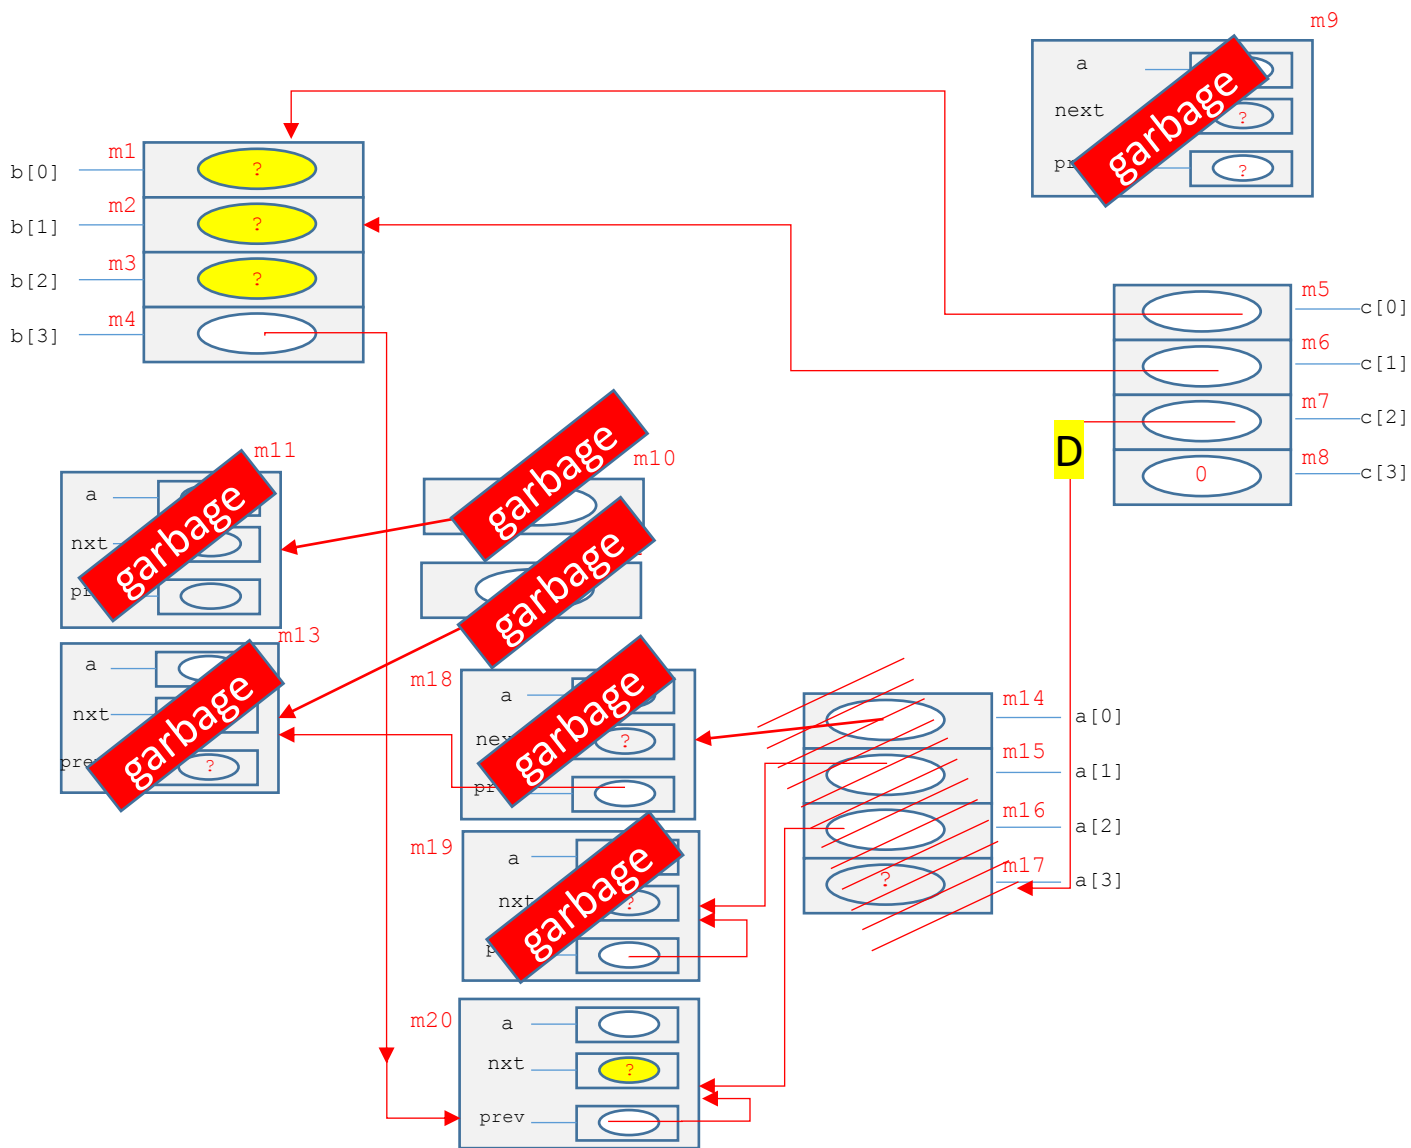 m9
a
next
?
garbage
?
m1
b[0]
?
m2
b[1]
?
m3
b[2]
?
m4
b[3]
m5
c[0]
m6
c[1]
m7
c[2]
D
m8
c[3]
0
m11
a
nxt
garbage
m10
garbage
garbage
m13
a
nxt
garbage
?
m18
a
?
garbage
m14
a[0]
m15
a[1]
m16
a[2]
m17
a[3]
?
m19
a
nxt
?
garbage
m20
a
nxt
?
prev